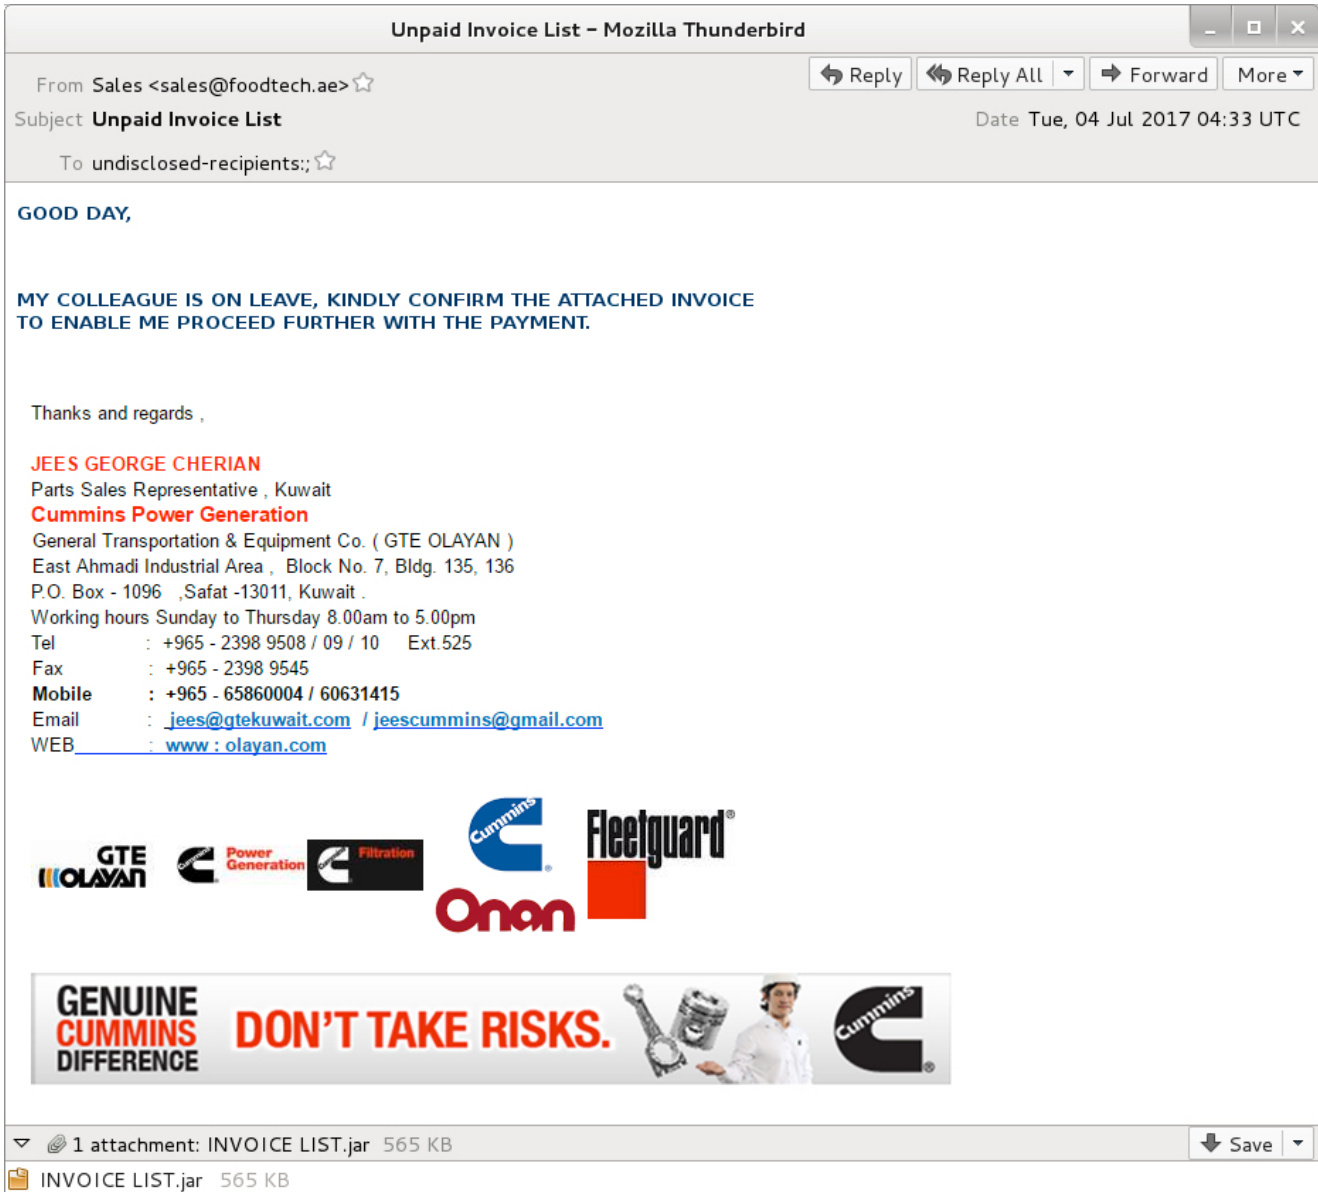 Unpaid Invoice List – Mozilla Thunderbird
From Sales <sales@foodtech.ae>
Reply Reply All Forward More
Subject Unpaid Invoice List
Date Tue, 04 Jul 2017 04:33 UTC
To undisclosed-recipients:;
GOOD DAY,
MY COLLEAGUE IS ON LEAVE, KINDLY CONFIRM THE ATTACHED INVOICE
TO ENABLE ME PROCEED FURTHER WITH THE PAYMENT.
Thanks and regards ,
JEES GEORGE CHERIAN
Parts Sales Representative , Kuwait
Cummins Power Generation
General Transportation & Equipment Co. ( GTE OLAYAN )
East Ahmadi Industrial Area , Block No. 7, Bldg. 135, 136
P.O. Box - 1096 ,Safat -13011, Kuwait .
Working hours Sunday to Thursday 8.00am to 5.00pm
Tel : +965 - 2398 9508 / 09 / 10 Ext.525
Fax : +965 - 2398 9545
Mobile : +965 - 65860004 / 60631415
Email : jees@gtekuwait.com / jeescummins@gmail.com
WEB : www : olayan.com
GTE
OLAYAN
Cummins
Power
Generation
Cummins
Filtration
Cummins
®
Onan
Fleetguard®
GENUINE
CUMMINS
DIFFERENCE
DON'T TAKE RISKS.
Cummins
®
1 attachment: INVOICE LIST.jar 565 KB
Save
INVOICE LIST.jar 565 KB